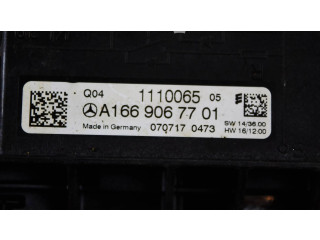 Q04 1110065 05
A166 906 77 01
Made in Germany 070717 0473
SW 14/36.00
HW 16/12.00